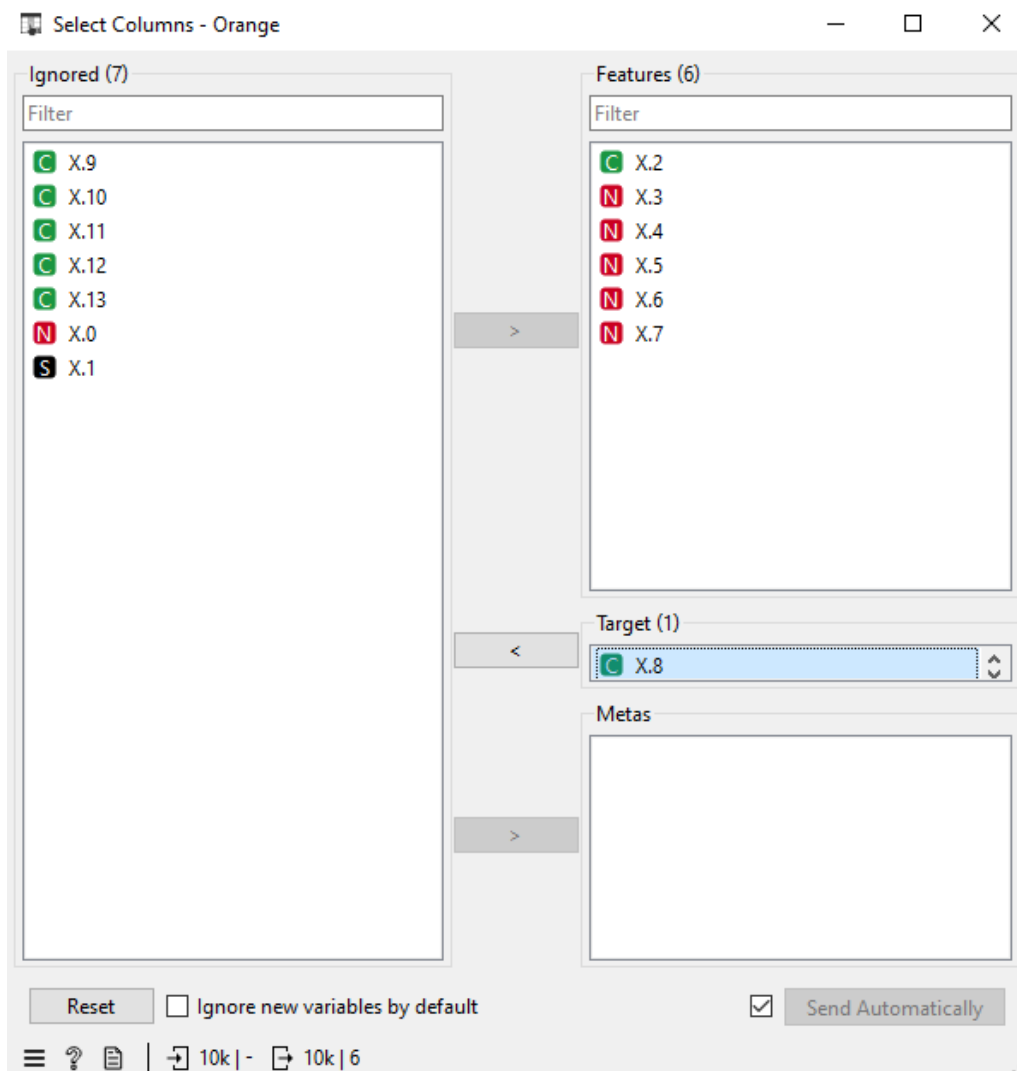 Select Columns - Orange
Ignored (7)
Filter
C X.9
C X.10
C X.11
C X.12
C X.13
N X.0
S X.1
>
<
>
Features (6)
Filter
C X.2
N X.3
N X.4
N X.5
N X.6
N X.7
Target (1)
C X.8
Metas
Reset
Ignore new variables by default
Send Automatically
? 10k | - 10k | 6